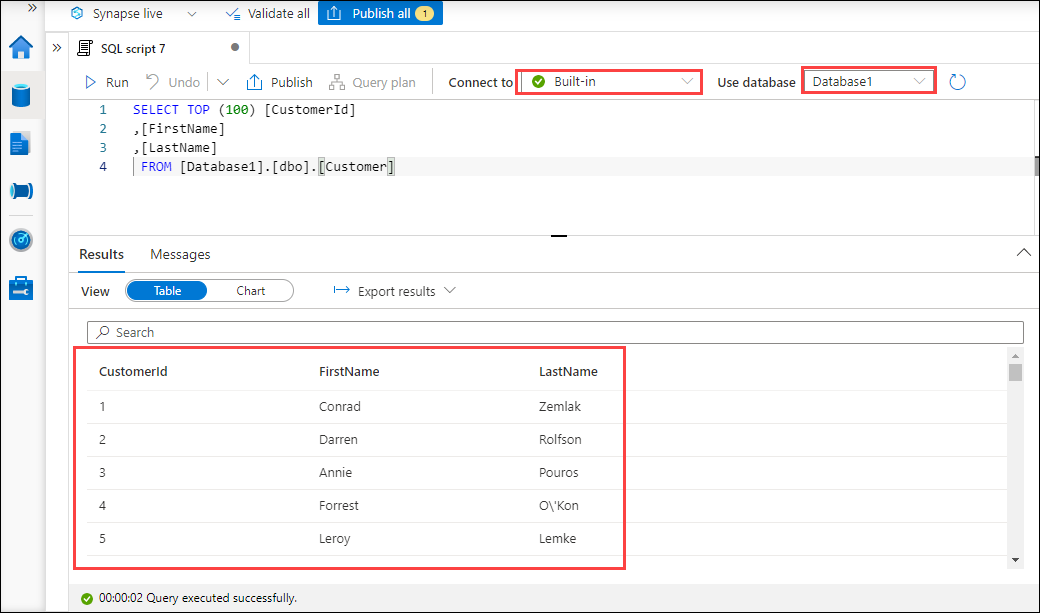 Synapse live Validate all Publish all 1
SQL script 7
Run Undo Publish Query plan Connect to Built-in Use database Database1
1 SELECT TOP (100) [CustomerId]
2 ,[FirstName]
3 ,[LastName]
4 FROM [Database1].[dbo].[Customer]
Results Messages
View Table Chart Export results
Search
CustomerId FirstName LastName
1 Conrad Zemlak
2 Darren Rolfson
3 Annie Pouros
4 Forrest O\'Kon
5 Leroy Lemke
00:00:02 Query executed successfully.